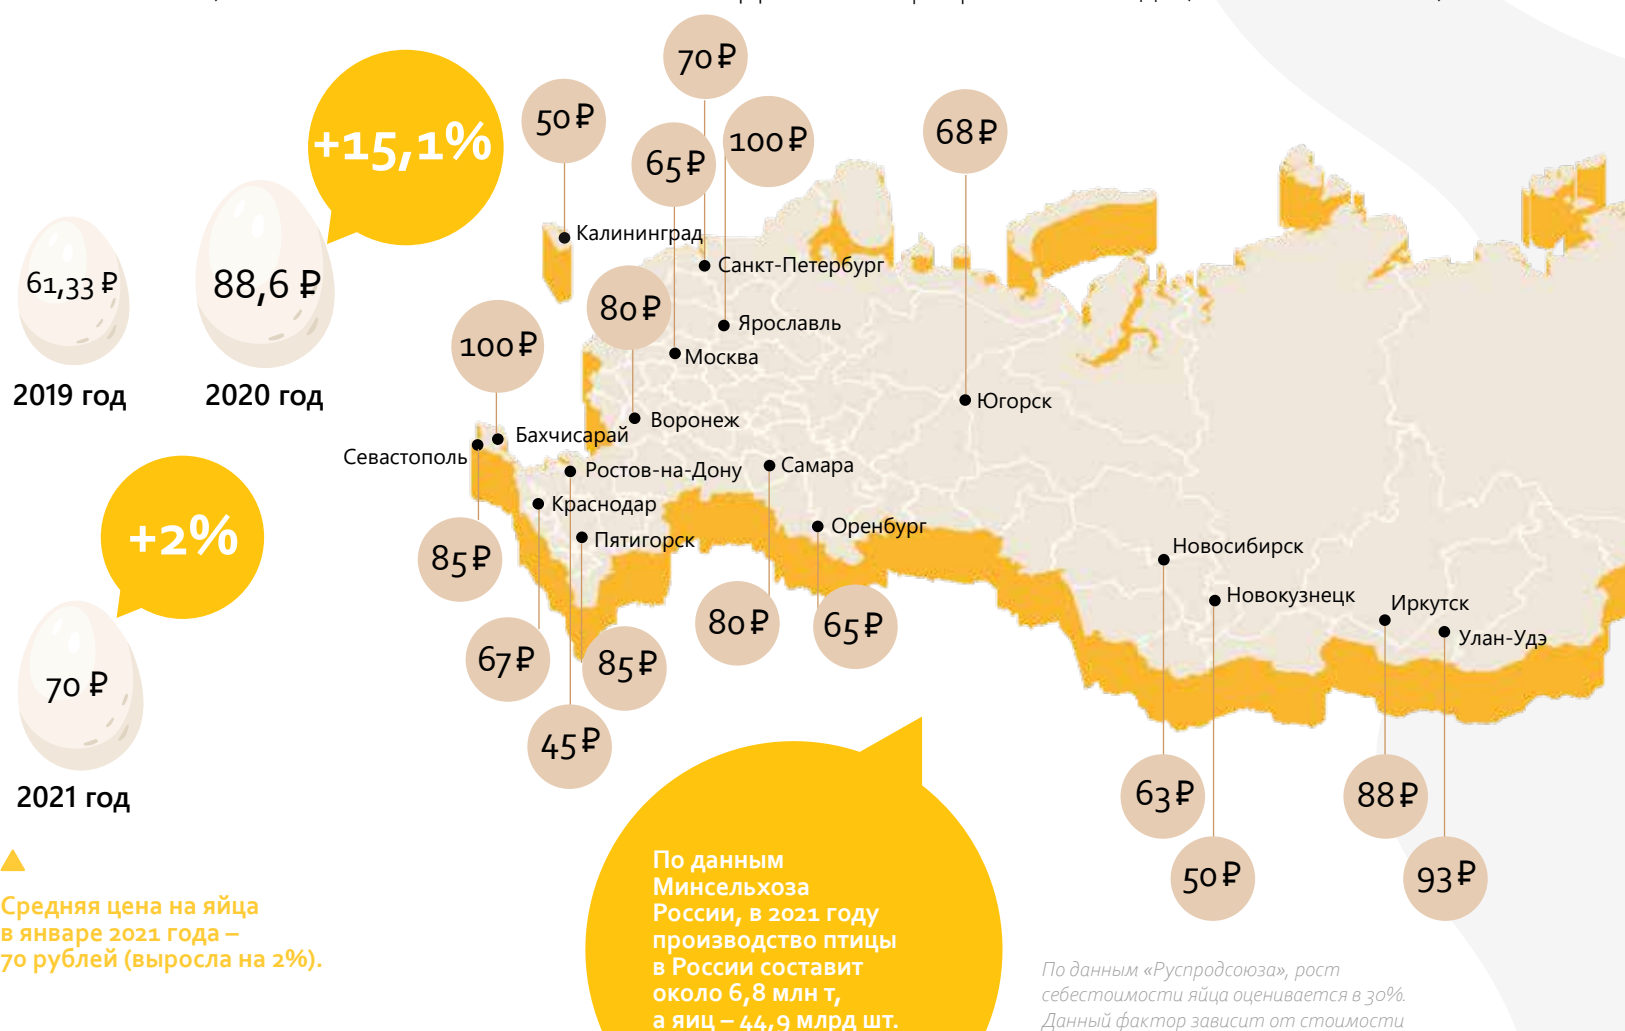 70 ₽
50 ₽
100 ₽
68 ₽
65 ₽
+15,1%
Калининград
Санкт-Петербург
61,33 ₽
88,6 ₽
80 ₽
100 ₽
Ярославль
Москва
2019 год
2020 год
Югорск
Воронеж
Бахчисарай
Севастополь
Ростов-на-Дону
Самара
Краснодар
Пятигорск
Оренбург
+2%
85 ₽
Новосибирск
Новокузнецк
Иркутск
Улан-Удэ
80 ₽
65 ₽
67 ₽
85 ₽
70 ₽
45 ₽
2021 год
63 ₽
88 ₽
50 ₽
93 ₽
Средняя цена на яйца
в январе 2021 года –
70 рублей (выросла на 2%).
По данным
Минсельхоза
России, в 2021 году
производство птицы
в России составит
около 6,8 млн т,
а яиц – 44,9 млрд шт.
По данным «Руспродсоюза», рост
себестоимости яйца оценивается в 30%.
Данный фактор зависит от стоимости